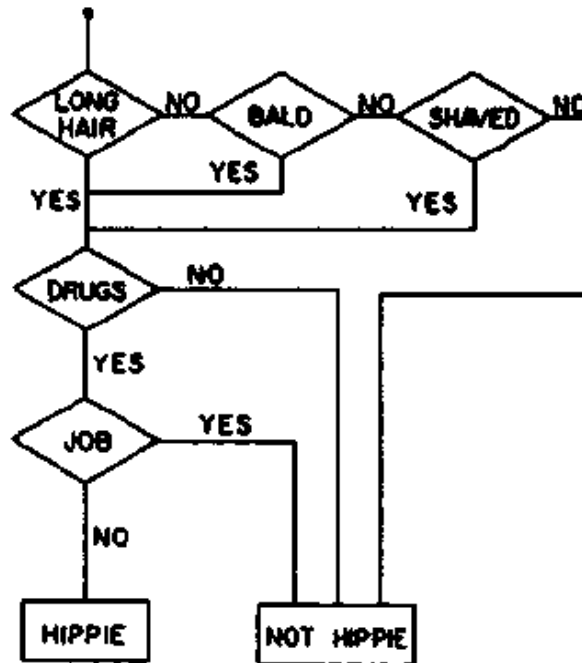 LONG
HAIR
NO
BALD
NO
SHAVED
NO
YES
YES
YES
DRUGS
NO
YES
JOB
YES
NO
HIPPIE
NOT HIPPIE